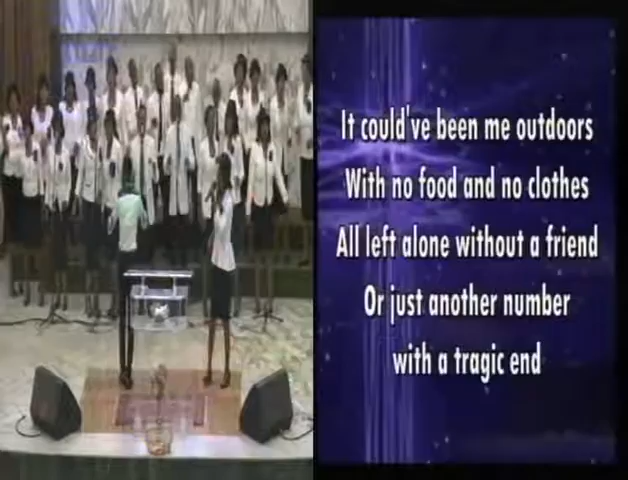 It could've been me outdoors
With no food and no clothes
All left alone without a friend
Or just another number
with a tragic end